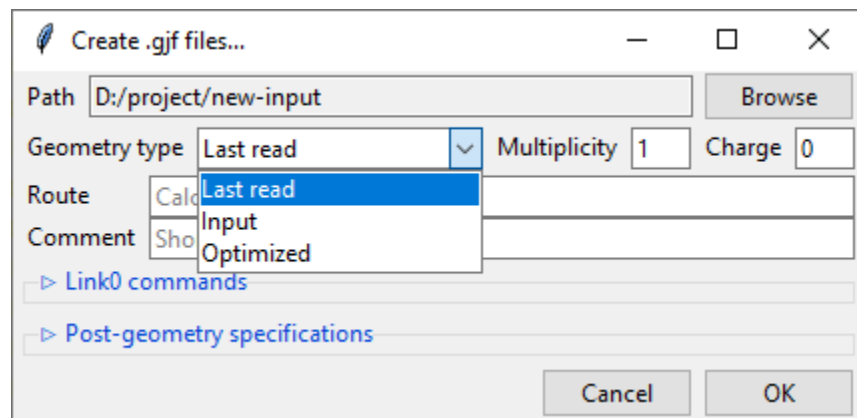 Create .gjf files...
Path D:/project/new-input Browse
Geometry type Last read Multiplicity 1 Charge 0
Last read
Route
Input
Comment
Optimized
Link0 commands
Post-geometry specifications
Cancel OK